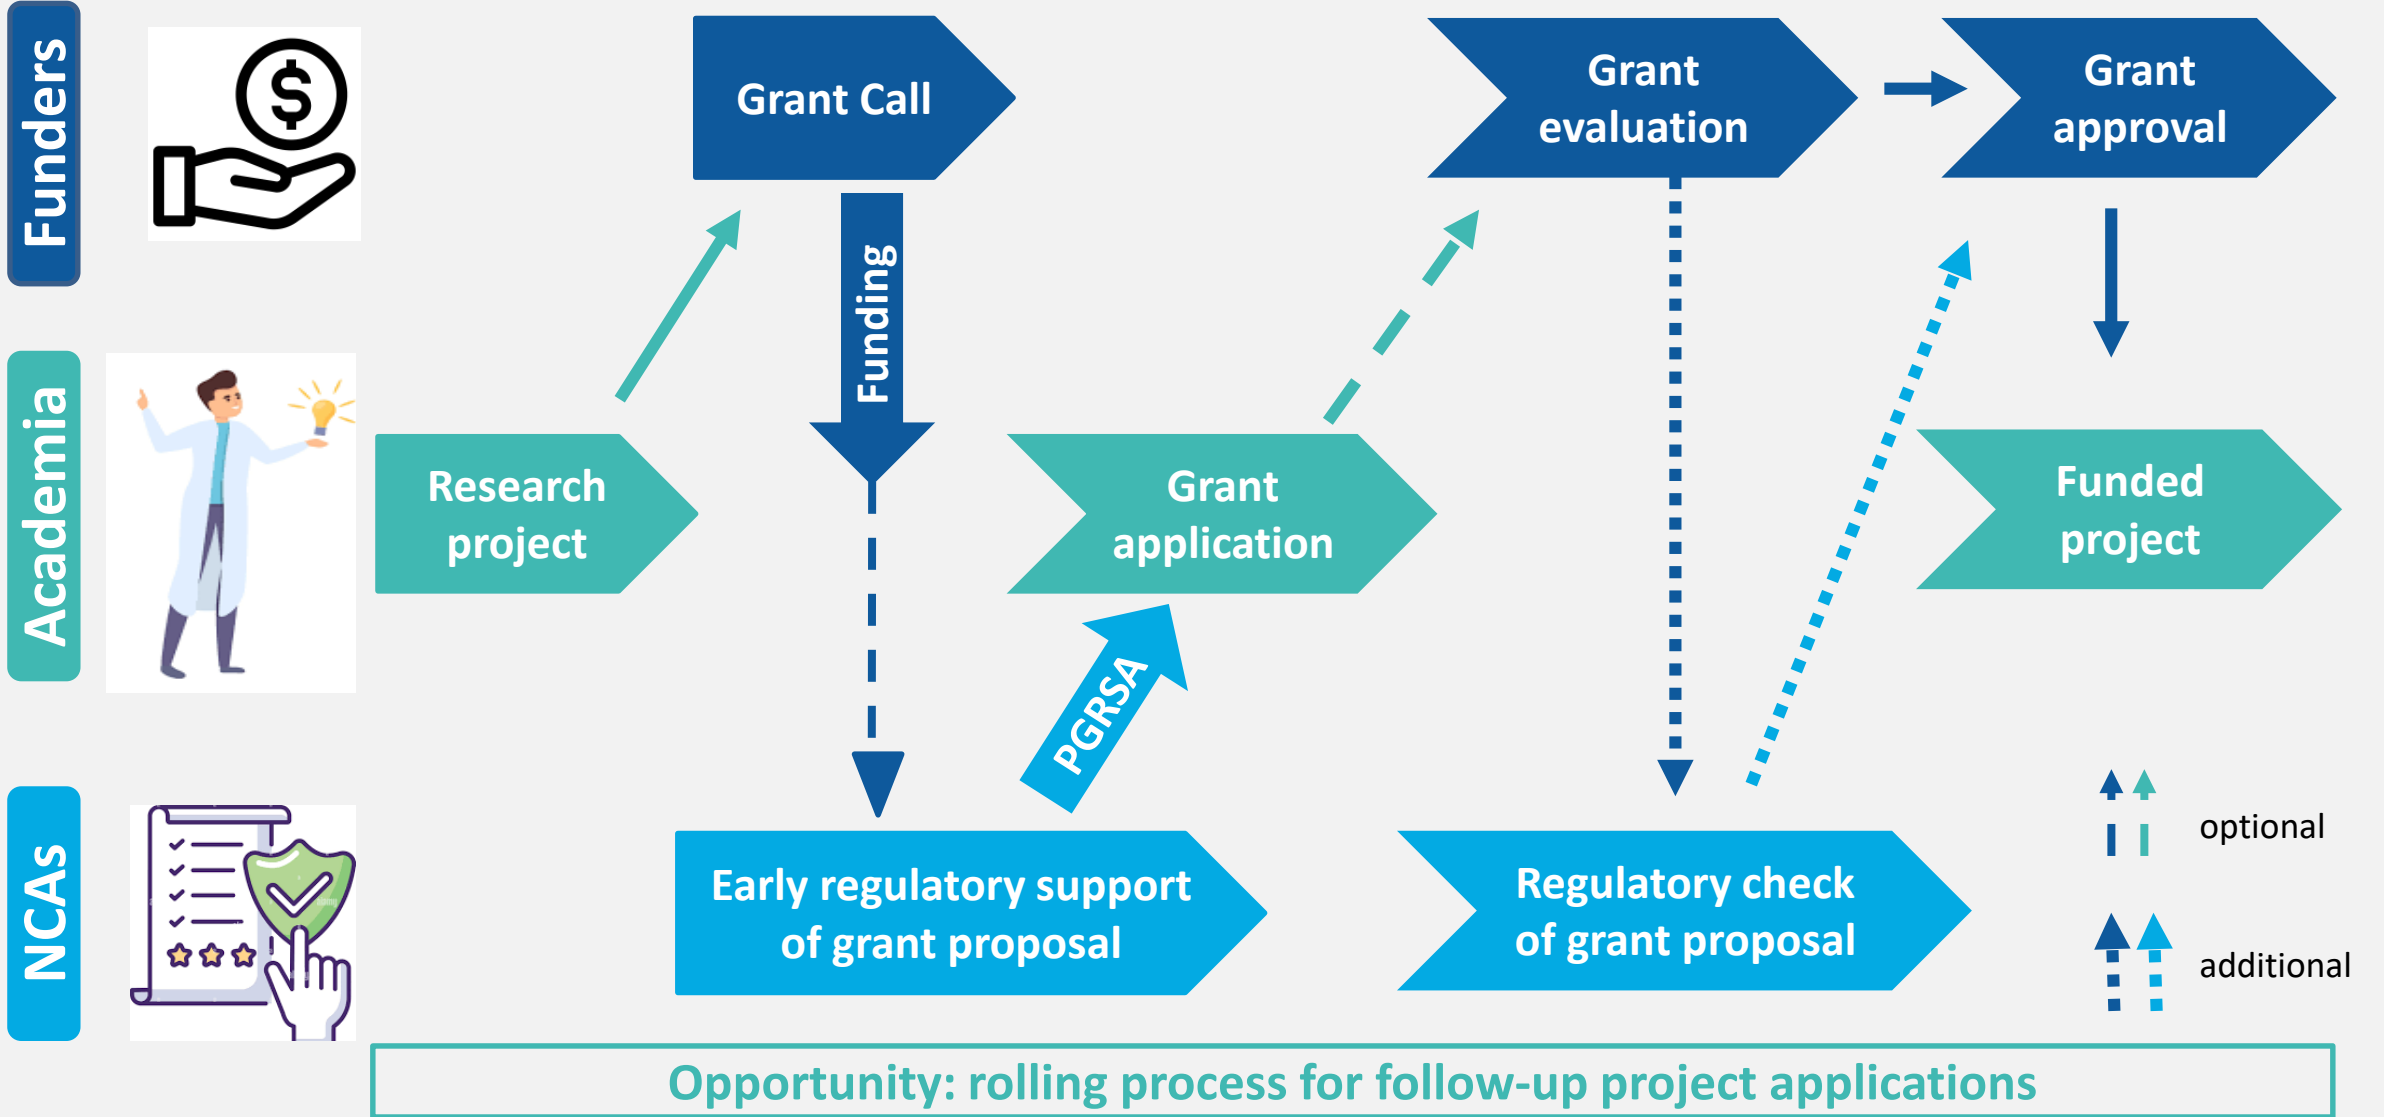 Funders
$
Grant Call
Grant
evaluation
Grant
approval
Funding
Academia
Research
project
Grant
application
Funded
project
PGRSA
NCAs
Early regulatory support
of grant proposal
Regulatory check
of grant proposal
optional
additional
Opportunity: rolling process for follow-up project applications